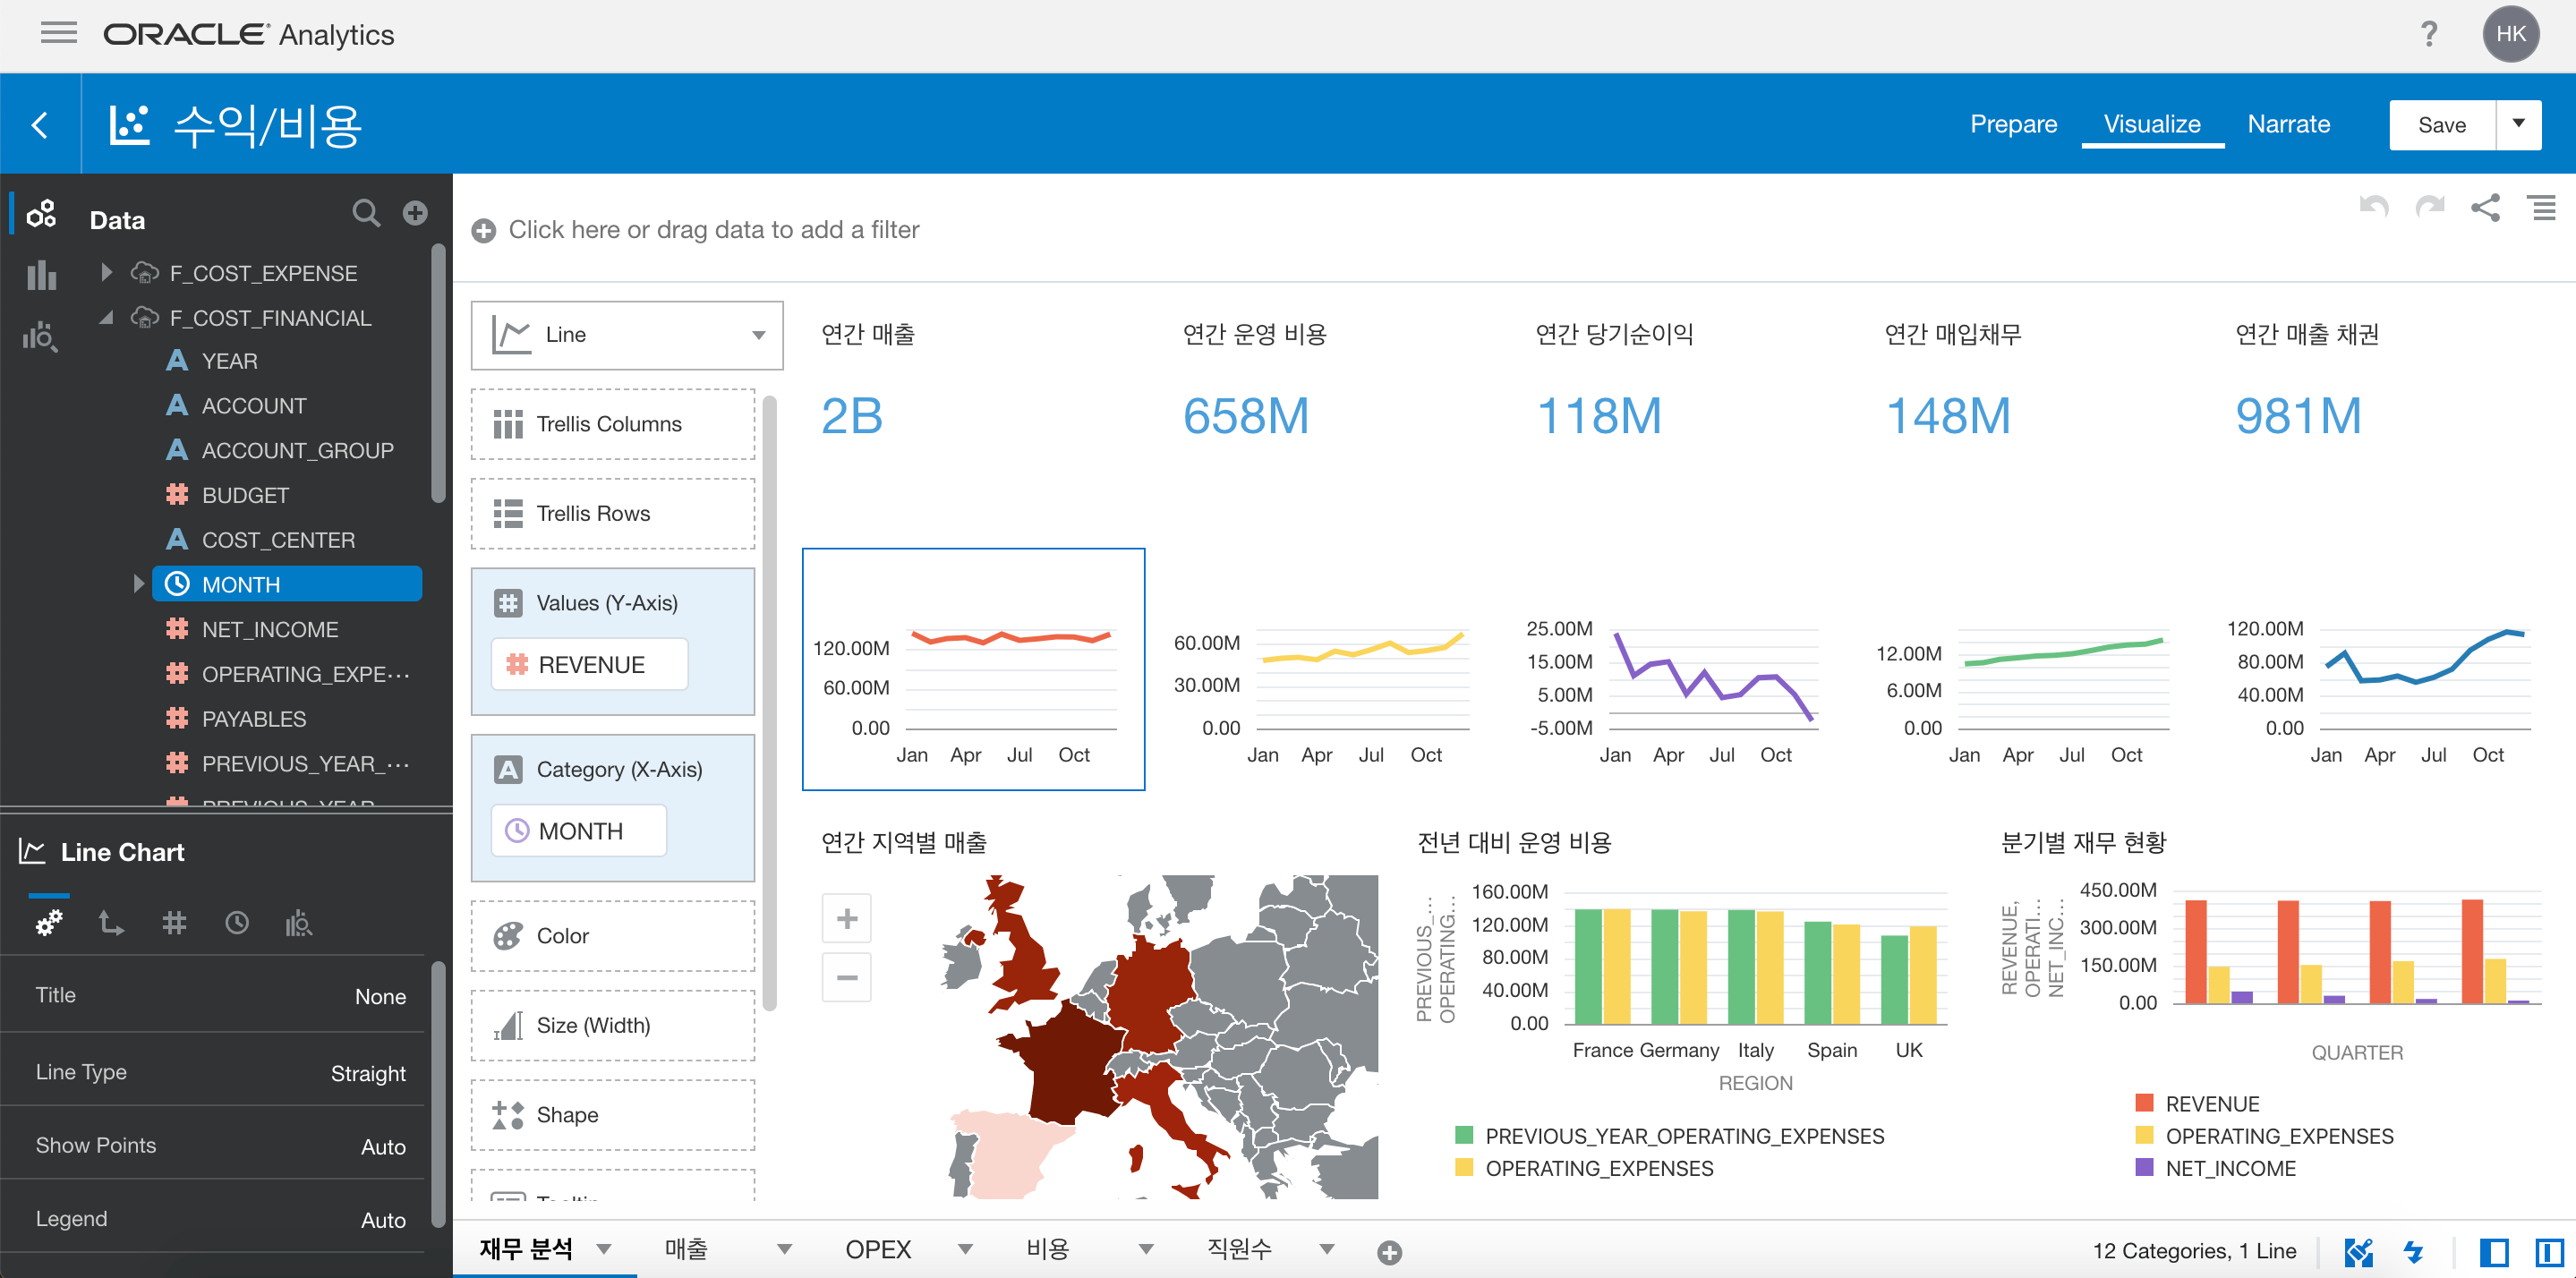 ORACLE Analytics
? HK
수익/비용
Prepare Visualize Narrate Save
Data
F_COST_EXPENSE
F_COST_FINANCIAL
YEAR
ACCOUNT
ACCOUNT_GROUP
BUDGET
COST_CENTER
MONTH
NET_INCOME
OPERATING_EXPE···
PAYABLES
PREVIOUS_YEAR_···
Line Chart
Title None
Line Type Straight
Show Points Auto
Legend Auto
Click here or drag data to add a filter
Line
Trellis Columns
Trellis Rows
Values (Y-Axis)
REVENUE
Category (X-Axis)
MONTH
Color
Size (Width)
Shape
연간 매출
2B
연간 운영 비용
658M
연간 당기순이익
118M
연간 매입채무
148M
연간 매출 채권
981M
120.00M
60.00M
0.00
Jan Apr Jul Oct
60.00M
30.00M
0.00
Jan Apr Jul Oct
25.00M
15.00M
5.00M
-5.00M
Jan Apr Jul Oct
12.00M
6.00M
0.00
Jan Apr Jul Oct
120.00M
80.00M
40.00M
0.00
Jan Apr Jul Oct
연간 지역별 매출
+
−
전년 대비 운영 비용
PREVIOUS_...
OPERATING...
160.00M
120.00M
80.00M
40.00M
0.00
France Germany Italy Spain UK
REGION
PREVIOUS_YEAR_OPERATING_EXPENSES
OPERATING_EXPENSES
분기별 재무 현황
REVENUE,
OPERATI...
NET_INC...
450.00M
300.00M
150.00M
0.00
QUARTER
REVENUE
OPERATING_EXPENSES
NET_INCOME
재무 분석 매출 OPEX 비용 직원수
12 Categories, 1 Line